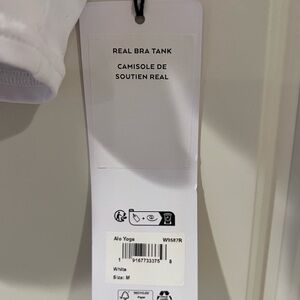 REAL BRA TANK
CAMISOLE DE
SOUTIEN REAL
Alo Yoga W9587R
White
Size: M